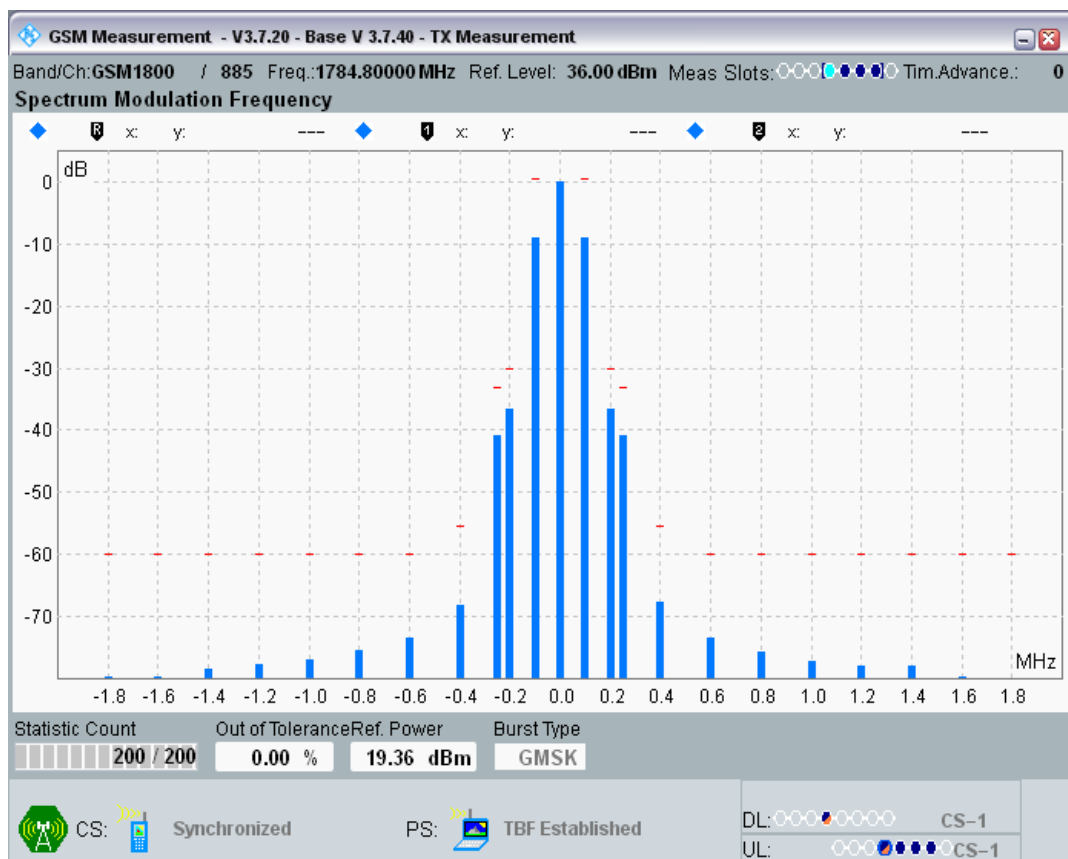 GSM Measurement - V3.7.20 - Base V 3.7.40 - TX Measurement
Band/Ch:GSM1800 / 885 Freq.:1784.80000 MHz Ref. Level: 36.00 dBm Meas Slots: Tim.Advance.: 0
Spectrum Modulation Frequency
R x: y: --- 1 x: y: --- 2 x: y: ---
dB
0
-10
-20
-30
-40
-50
-60
-70
MHz
-1.8 -1.6 -1.4 -1.2 -1.0 -0.8 -0.6 -0.4 -0.2 0.0 0.2 0.4 0.6 0.8 1.0 1.2 1.4 1.6 1.8
Statistic Count Out of Tolerance Ref. Power Burst Type
200 / 200 0.00 % 19.36 dBm GMSK
CS: Synchronized PS: TBF Established DL: CS-1
UL: CS-1